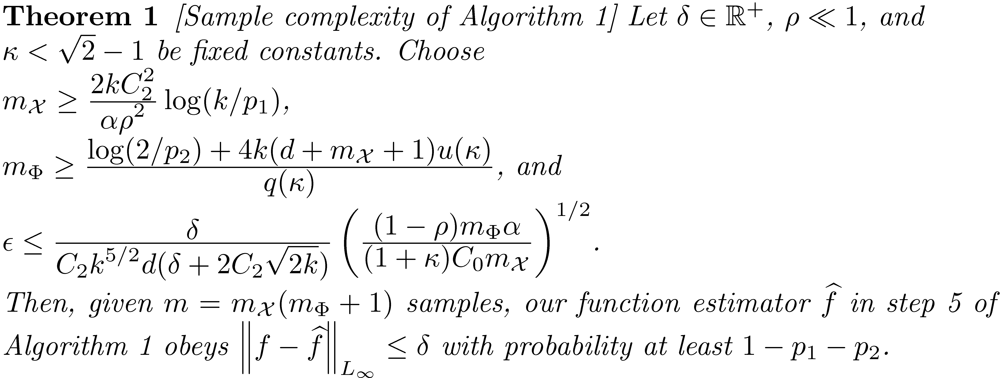 Theorem 1 [Sample complexity of Algorithm 1] Let $\delta \in \mathbb{R}^+$, $\rho \ll 1$, and
$\kappa < \sqrt{2} - 1$ be fixed constants. Choose
$m_{\mathcal{X}} \geq \frac{2kC_2^2}{\alpha\rho^2} \log(k/p_1)$,
$m_\Phi \geq \frac{\log(2/p_2) + 4k(d + m_{\mathcal{X}} + 1)u(\kappa)}{q(\kappa)}$, and
$\epsilon \leq \frac{\delta}{C_2 k^{5/2} d(\delta + 2C_2\sqrt{2k})} \left( \frac{(1 - \rho)m_\Phi \alpha}{(1 + \kappa)C_0 m_{\mathcal{X}}} \right)^{1/2}$.
Then, given $m = m_{\mathcal{X}}(m_\Phi + 1)$ samples, our function estimator $\widehat{f}$ in step 5 of
Algorithm 1 obeys $\left\| f - \widehat{f} \right\|_{L_\infty} \leq \delta$ with probability at least $1 - p_1 - p_2$.